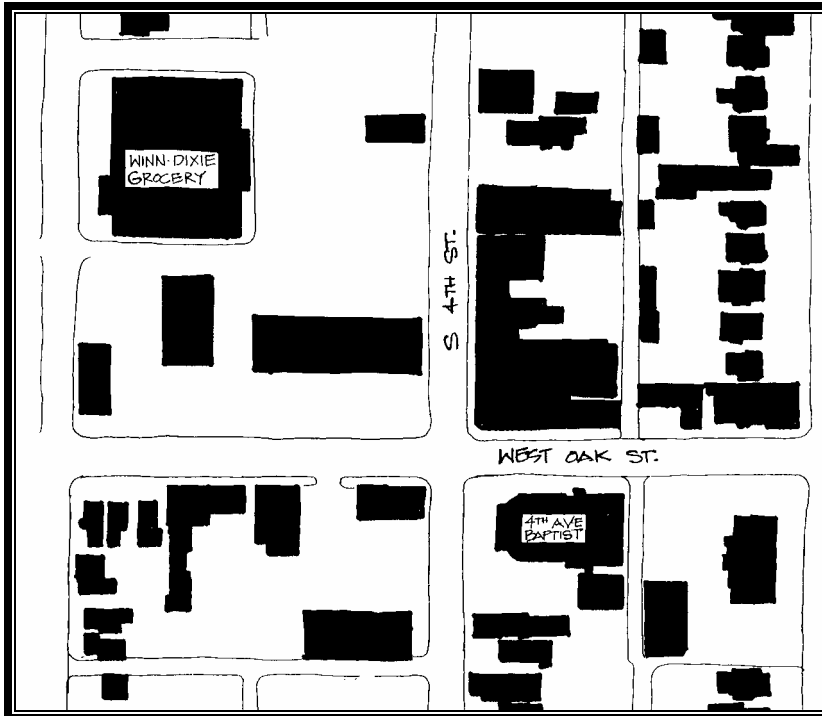 WINN-DIXIE
GROCERY
S 4TH ST.
WEST OAK ST.
4TH AVE
BAPTIST